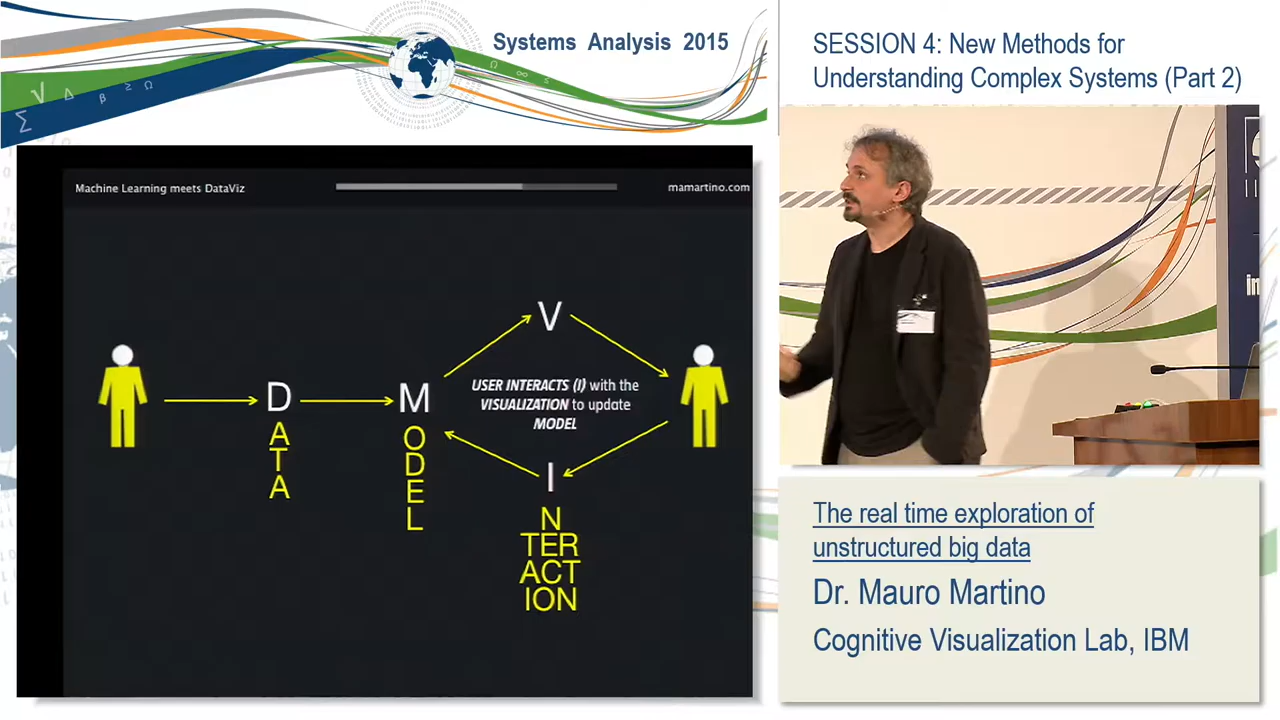 Systems Analysis 2015
SESSION 4: New Methods for
Understanding Complex Systems (Part 2)
Machine Learning meets DataViz
mamartino.com
V
D
A
T
A
M
O
D
E
L
USER INTERACTS (I) with the
VISUALIZATION to update
MODEL
I
N
TER
ACT
ION
The real time exploration of
unstructured big data
Dr. Mauro Martino
Cognitive Visualization Lab, IBM